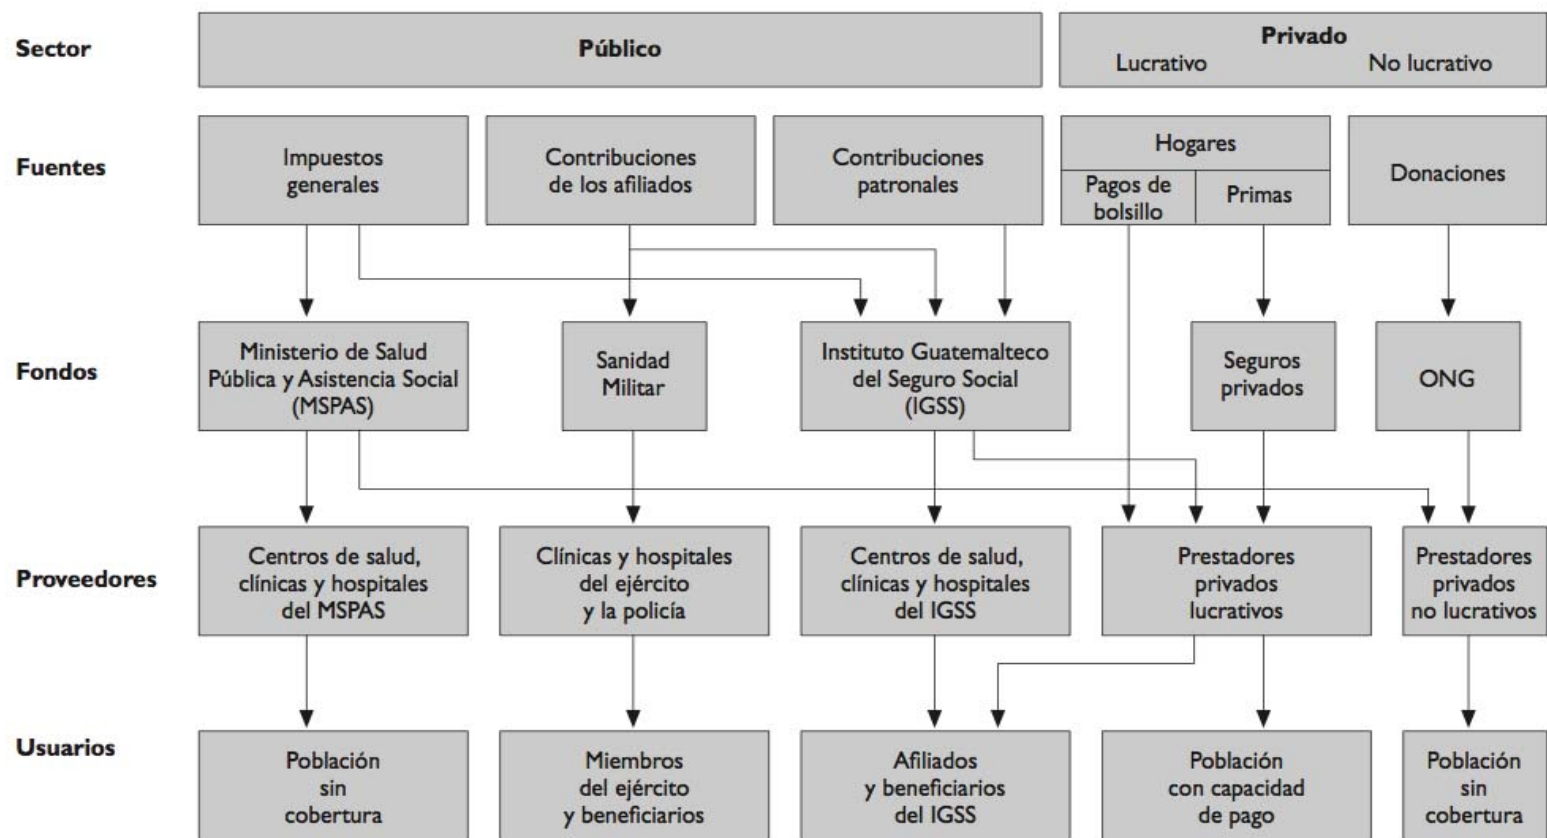 Sector
Público
Privado
Lucrativo
No lucrativo
Fuentes
Impuestos
generales
Contribuciones
de los afiliados
Contribuciones
patronales
Hogares
Pagos de
bolsillo
Primas
Donaciones
Fondos
Ministerio de Salud
Pública y Asistencia Social
(MSPAS)
Sanidad
Militar
Instituto Guatemalteco
del Seguro Social
(IGSS)
Seguros
privados
ONG
Proveedores
Centros de salud,
clínicas y hospitales
del MSPAS
Clínicas y hospitales
del ejército
y la policía
Centros de salud,
clínicas y hospitales
del IGSS
Prestadores
privados
lucrativos
Prestadores
privados
no lucrativos
Usuarios
Población
sin
cobertura
Miembros
del ejército
y beneficiarios
Afiliados
y beneficiarios
del IGSS
Población
con capacidad
de pago
Población
sin
cobertura